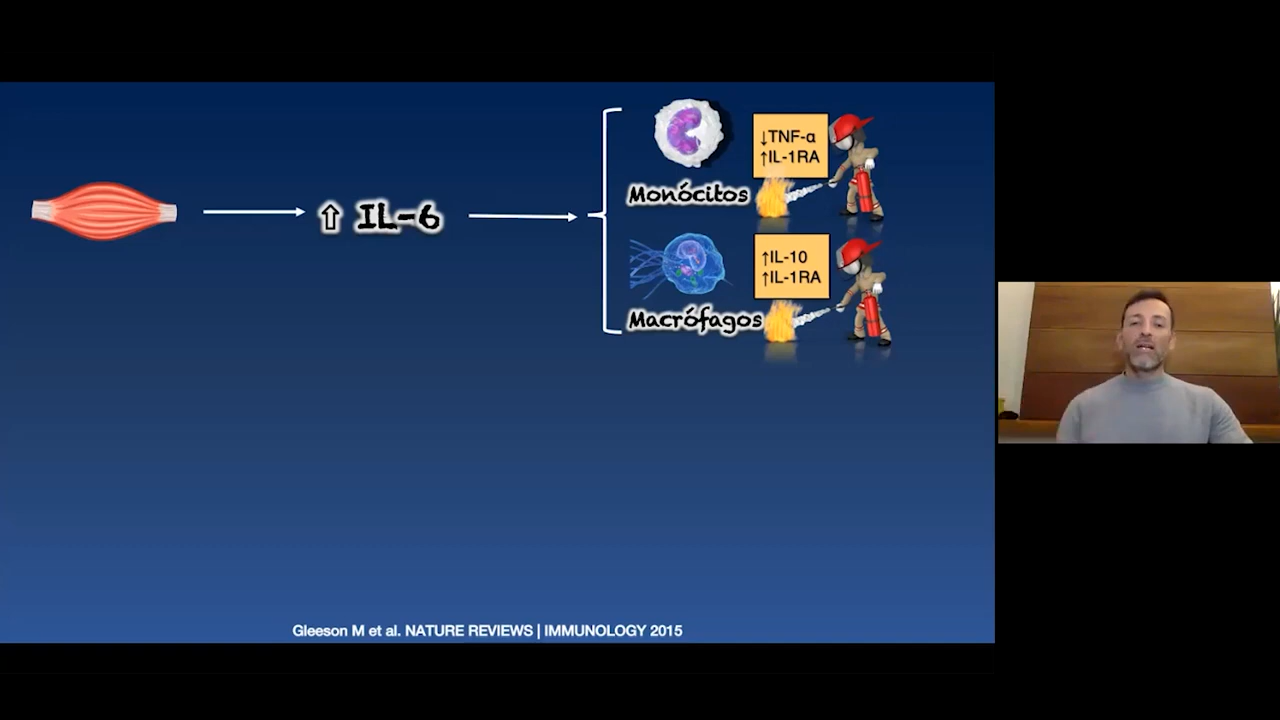 ⇧ IL-6
Monócitos
↓TNF-α
↑IL-1RA
Macrófagos
↑IL-10
↑IL-1RA
Gleeson M et al. NATURE REVIEWS | IMMUNOLOGY 2015